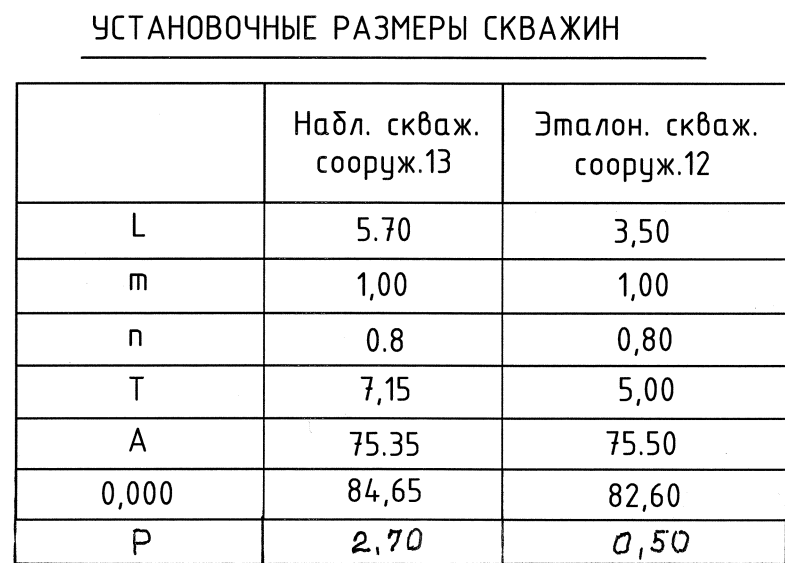 УСТАНОВОЧНЫЕ РАЗМЕРЫ СКВАЖИН
Набл. скваж. Эталон. скваж.
сооруж.13 сооруж.12
L 5.70 3,50
m 1,00 1,00
n 0.8 0,80
T 7,15 5,00
A 75.35 75.50
0,000 84,65 82,60
P 2,70 0,50